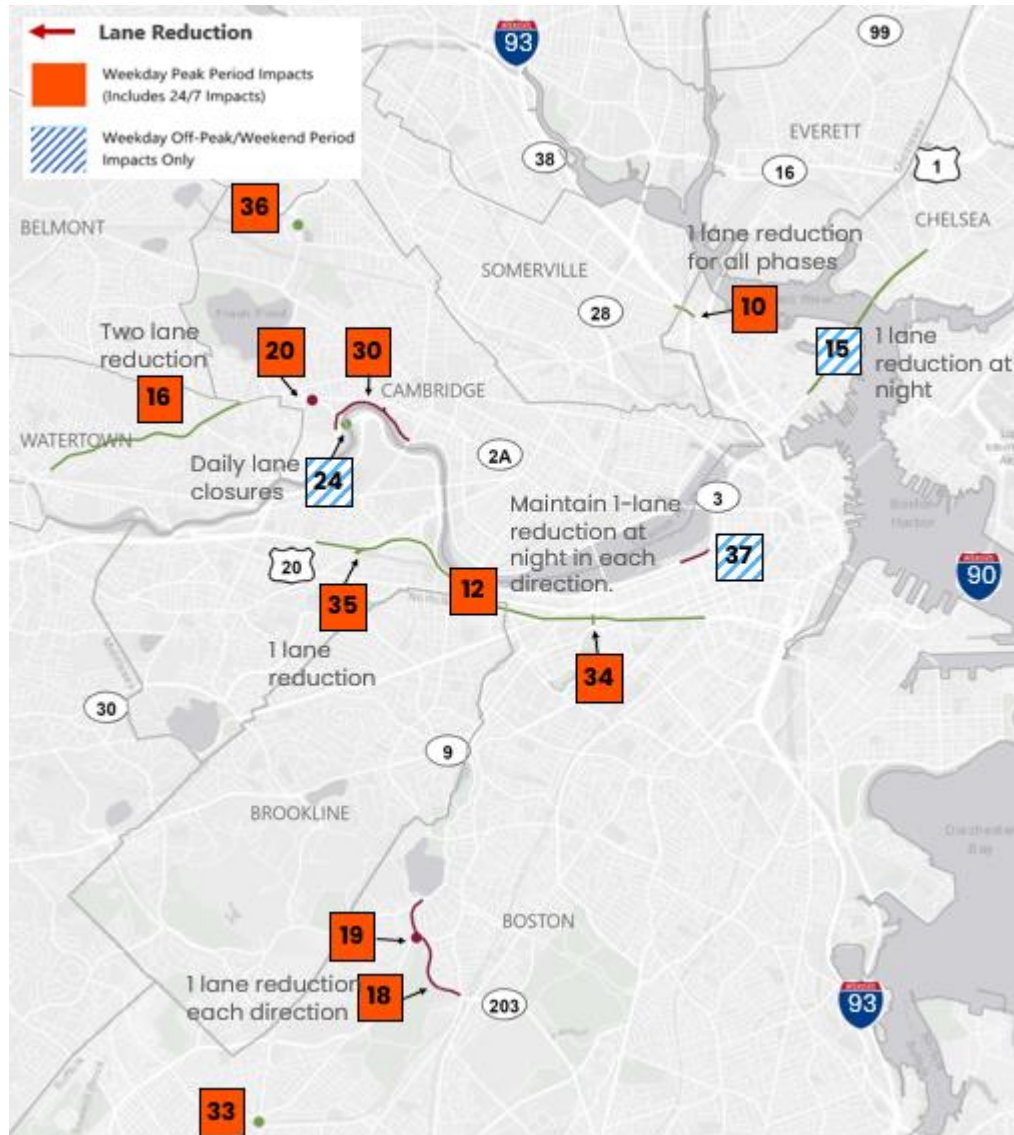 Lane Reduction
Weekday Peak Period Impacts
(Includes 24/7 Impacts)
Weekday Off-Peak/Weekend Period
Impacts Only
93
99
EVERETT
38
16
1
36
BELMONT
CHELSEA
1 lane reduction
for all phases
SOMERVILLE
10
28
Two lane
reduction
20
30
15
1 lane
reduction at
night
16
CAMBRIDGE
WATERTOWN
Daily lane
closures
24
2A
3
Maintain 1-lane
reduction at
night in each
direction.
37
20
90
12
35
1 lane
reduction
34
30
9
BROOKLINE
Dorchester
Bay
19
BOSTON
1 lane reduction
each direction
18
203
93
33